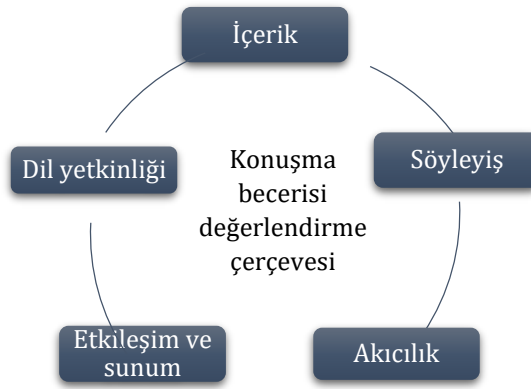 İçerik
Söyleyiş
Dil yetkinliği
Konuşma
becerisi
değerlendirme
çerçevesi
Etkileşim ve
sunum
Akıcılık